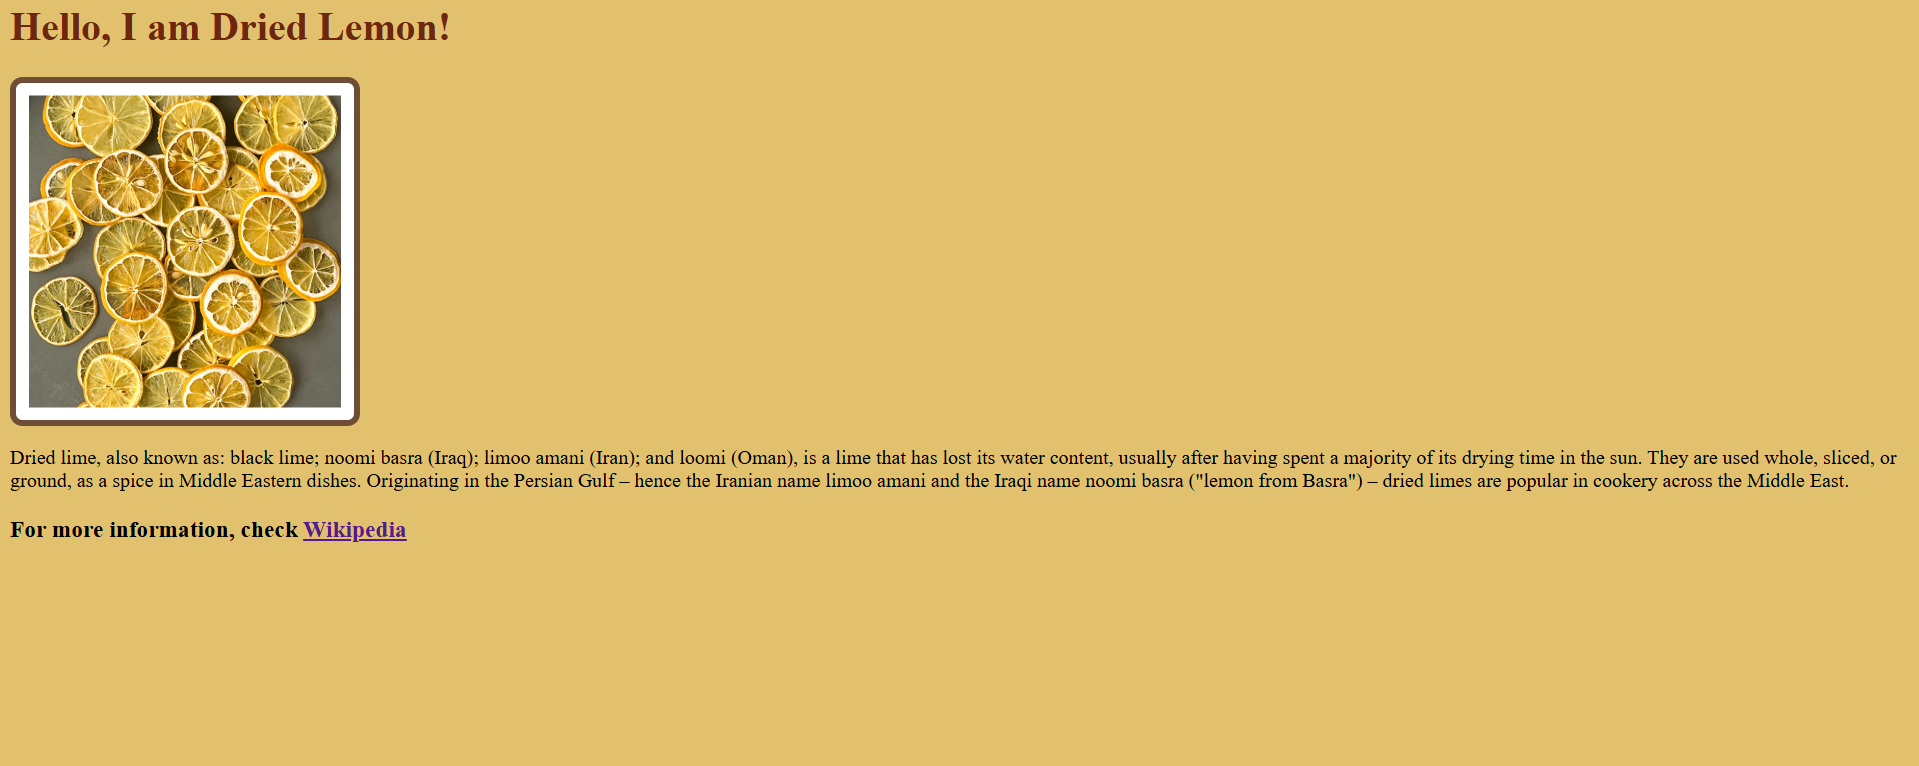 Hello, I am Dried Lemon!
Dried lime, also known as: black lime; noomi basra (Iraq); limoo amani (Iran); and loomi (Oman), is a lime that has lost its water content, usually after having spent a majority of its drying time in the sun. They are used whole, sliced, or
ground, as a spice in Middle Eastern dishes. Originating in the Persian Gulf – hence the Iranian name limoo amani and the Iraqi name noomi basra ("lemon from Basra") – dried limes are popular in cookery across the Middle East.
For more information, check Wikipedia